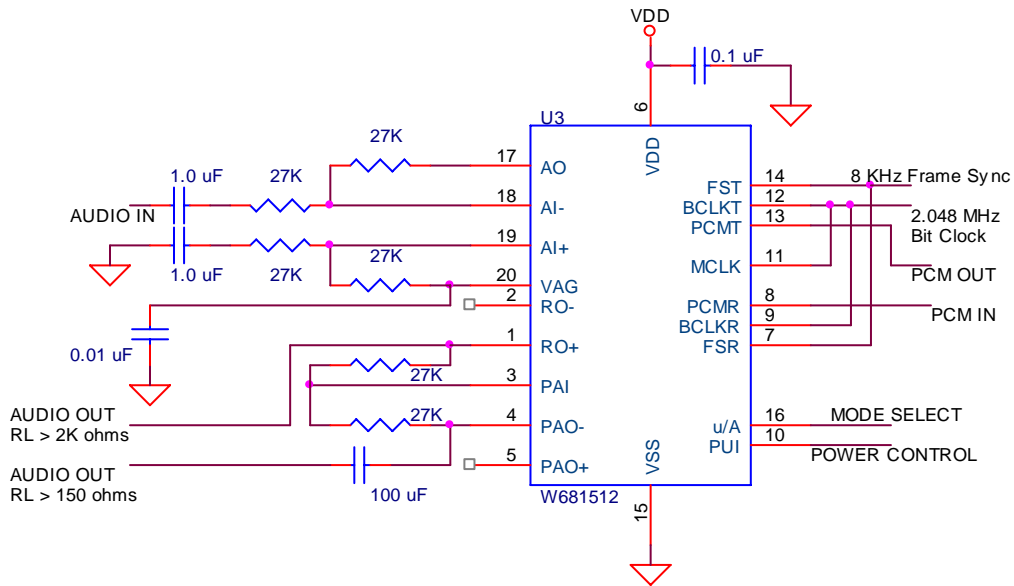 VDD
0.1 uF
6
U3
27K
17
AO
VDD
1.0 uF
27K
14
FST
8 KHz Frame Sync
18
AI-
12
BCLKT
AUDIO IN
13
PCMT
2.048 MHz
Bit Clock
19
AI+
11
MCLK
PCM OUT
1.0 uF
27K
27K
20
VAG
2
RO-
8
PCMR
PCM IN
9
BCLKR
0.01 uF
1
RO+
7
FSR
27K
3
PAI
AUDIO OUT
RL > 2K ohms
27K
4
PAO-
16
u/A
MODE SELECT
10
PUI
POWER CONTROL
AUDIO OUT
RL > 150 ohms
5
PAO+
VSS
100 uF
W681512
15